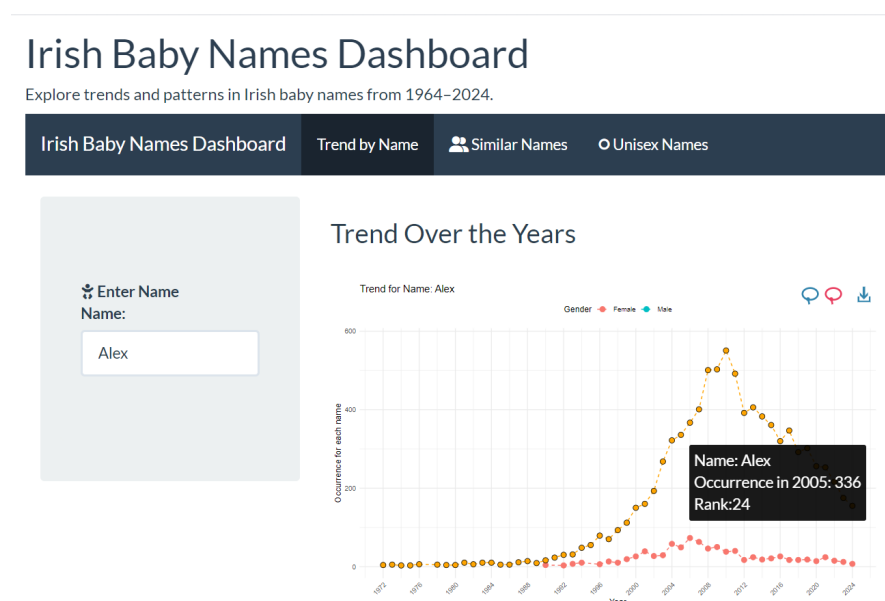 Irish Baby Names Dashboard
Explore trends and patterns in Irish baby names from 1964–2024.
Irish Baby Names Dashboard Trend by Name Similar Names Unisex Names
Trend Over the Years
Enter Name
Name:
Alex
Trend for Name: Alex
Gender Female Male
600
400
200
0
Occurrence for each name
Name: Alex
Occurrence in 2005: 336
Rank:24
1972 1976 1980 1984 1988 1992 1996 2000 2004 2008 2012 2016 2020 2024